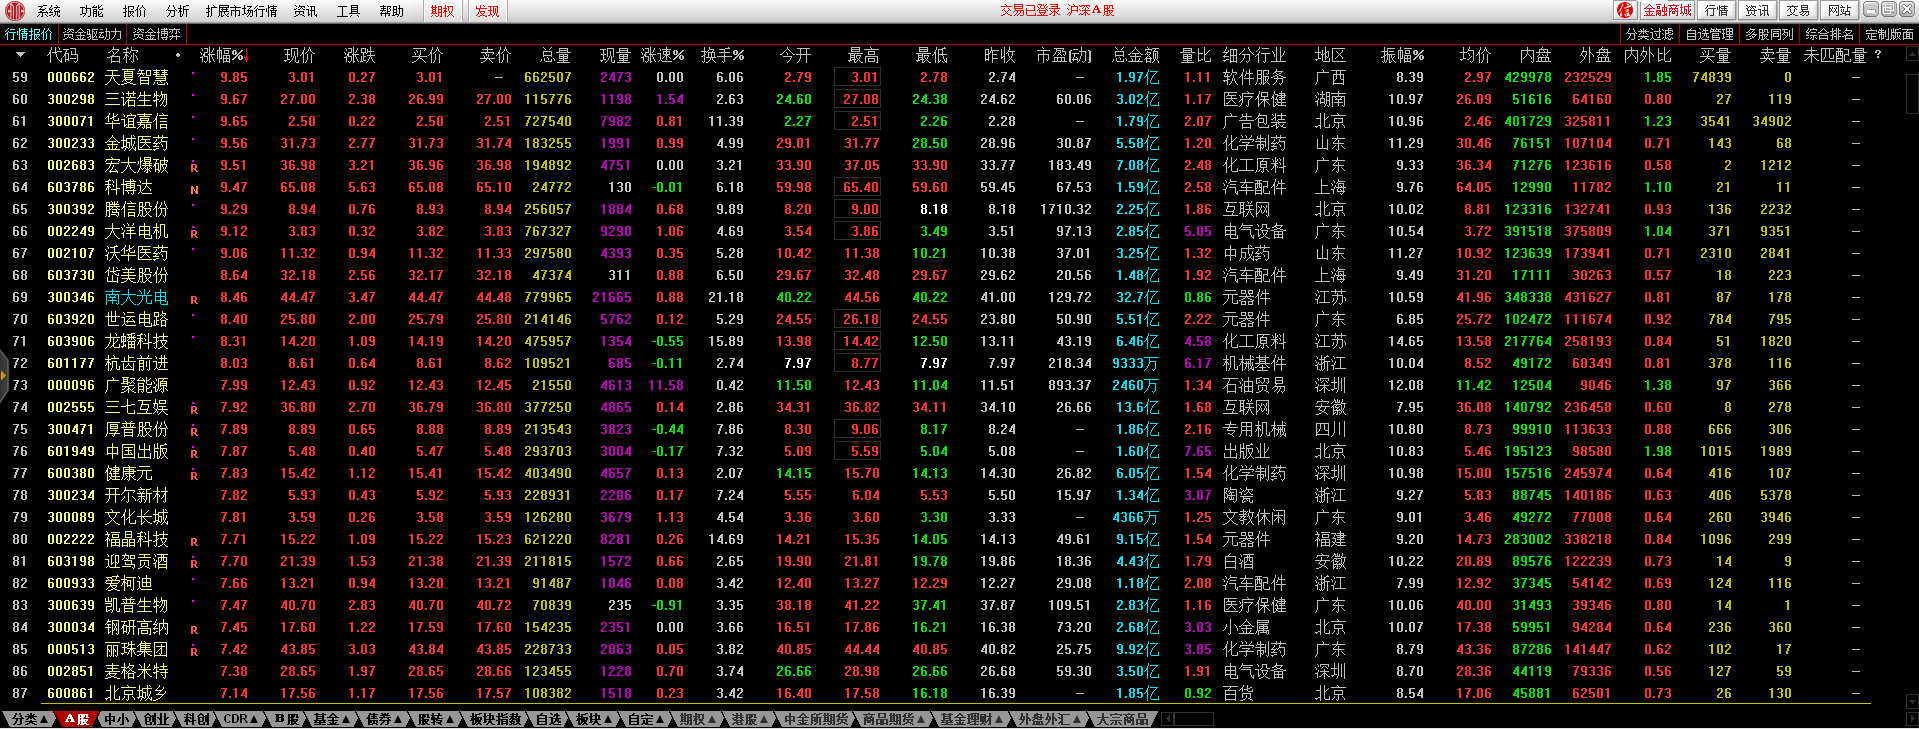 系统 功能 报价 分析 扩展市场行情 资讯 工具 帮助 期权 发现 交易已登录 沪深A股 信 金融商城 行情 资讯 交易 网站
行情报价 资金驱动力 资金博弈 分类过滤 自选管理 多股同列 综合排名 定制版面
代码 名称 涨幅%↓ 现价 涨跌 买价 卖价 总量 现量 涨速% 换手% 今开 最高 最低 昨收 市盈(动) 总金额 量比 细分行业 地区 振幅% 均价 内盘 外盘 内外比 买量 卖量 未匹配量 ?
59 000662 天夏智慧 9.85 3.01 0.27 3.01 — 662507 2473 0.00 6.06 2.79 3.01 2.78 2.74 — 1.97亿 1.11 软件服务 广西 8.39 2.97 429978 232529 1.85 74839 0 —
60 300298 三诺生物 9.67 27.00 2.38 26.99 27.00 115776 1198 1.54 2.63 24.60 27.08 24.38 24.62 60.06 3.02亿 1.17 医疗保健 湖南 10.97 26.09 51616 64160 0.80 27 119 —
61 300071 华谊嘉信 9.65 2.50 0.22 2.50 2.51 727540 7982 0.81 11.39 2.27 2.51 2.26 2.28 — 1.79亿 2.07 广告包装 北京 10.96 2.46 401729 325811 1.23 3541 34902 —
62 300233 金城医药 9.56 31.73 2.77 31.73 31.74 183255 1991 0.99 4.99 29.01 31.77 28.50 28.96 30.87 5.58亿 1.20 化学制药 山东 11.29 30.46 76151 107104 0.71 143 68 —
63 002683 宏大爆破 R 9.51 36.98 3.21 36.96 36.98 194892 4751 0.00 3.21 33.90 37.05 33.90 33.77 183.49 7.08亿 2.48 化工原料 广东 9.33 36.34 71276 123616 0.58 2 1212 —
64 603786 科博达 N 9.47 65.08 5.63 65.08 65.10 24772 130 -0.01 6.18 59.98 65.40 59.60 59.45 67.53 1.59亿 2.58 汽车配件 上海 9.76 64.05 12990 11782 1.10 21 11 —
65 300392 腾信股份 9.29 8.94 0.76 8.93 8.94 256057 1804 0.68 9.89 8.20 9.00 8.18 8.18 1710.32 2.25亿 1.86 互联网 北京 10.02 8.81 123316 132741 0.93 136 2232 —
66 002249 大洋电机 R 9.12 3.83 0.32 3.82 3.83 767327 9290 1.06 4.69 3.54 3.86 3.49 3.51 97.13 2.85亿 5.05 电气设备 广东 10.54 3.72 391518 375809 1.04 371 9351 —
67 002107 沃华医药 9.06 11.32 0.94 11.32 11.33 297580 4393 0.35 5.28 10.42 11.38 10.21 10.38 37.01 3.25亿 1.32 中成药 山东 11.27 10.92 123639 173941 0.71 2310 2841 —
68 603730 岱美股份 8.64 32.18 2.56 32.17 32.18 47374 311 0.88 6.50 29.67 32.48 29.67 29.62 20.56 1.48亿 1.92 汽车配件 上海 9.49 31.20 17111 30263 0.57 18 223 —
69 300346 南大光电 R 8.46 44.47 3.47 44.47 44.48 779965 21665 0.88 21.18 40.22 44.56 40.22 41.00 129.72 32.7亿 0.86 元器件 江苏 10.59 41.96 348338 431627 0.81 87 178 —
70 603920 世运电路 8.40 25.80 2.00 25.79 25.80 214146 5762 0.12 5.29 24.55 26.18 24.55 23.80 50.90 5.51亿 2.22 元器件 广东 6.85 25.72 102472 111674 0.92 784 795 —
71 603906 龙蟠科技 8.31 14.20 1.09 14.19 14.20 475957 1354 -0.55 15.89 13.98 14.42 12.50 13.11 43.19 6.46亿 4.58 化工原料 江苏 14.65 13.58 217764 258193 0.84 51 1820 —
72 601177 杭齿前进 8.03 8.61 0.64 8.61 8.62 109521 685 -0.11 2.74 7.97 8.77 7.97 7.97 218.34 9333万 6.17 机械基件 浙江 10.04 8.52 49172 60349 0.81 378 116 —
73 000096 广聚能源 7.99 12.43 0.92 12.43 12.45 21550 4613 11.58 0.42 11.50 12.43 11.04 11.51 893.37 2460万 1.34 石油贸易 深圳 12.08 11.42 12504 9046 1.38 97 366 —
74 002555 三七互娱 R 7.92 36.80 2.70 36.79 36.80 377250 4865 0.14 2.86 34.31 36.82 34.11 34.10 26.66 13.6亿 1.68 互联网 安徽 7.95 36.08 140792 236458 0.60 8 278 —
75 300471 厚普股份 R 7.89 8.89 0.65 8.88 8.89 213543 3823 -0.44 7.86 8.30 9.06 8.17 8.24 — 1.86亿 2.16 专用机械 四川 10.80 8.73 99910 113633 0.88 666 306 —
76 601949 中国出版 R 7.87 5.48 0.40 5.47 5.48 293703 3004 -0.17 7.32 5.09 5.59 5.04 5.08 — 1.60亿 7.65 出版业 北京 10.83 5.46 195123 98580 1.98 1015 1989 —
77 600380 健康元 R 7.83 15.42 1.12 15.41 15.42 403490 4657 0.13 2.07 14.15 15.70 14.13 14.30 26.82 6.05亿 1.54 化学制药 深圳 10.98 15.00 157516 245974 0.64 416 107 —
78 300234 开尔新材 7.82 5.93 0.43 5.92 5.93 228931 2206 0.17 7.24 5.55 6.04 5.53 5.50 15.97 1.34亿 3.07 陶瓷 浙江 9.27 5.83 88745 140186 0.63 406 5378 —
79 300089 文化长城 7.81 3.59 0.26 3.58 3.59 126280 3679 1.13 4.54 3.36 3.60 3.30 3.33 — 4366万 1.25 文教休闲 广东 9.01 3.46 49272 77008 0.64 260 3946 —
80 002222 福晶科技 R 7.71 15.22 1.09 15.22 15.23 621220 8281 0.26 14.69 14.21 15.35 14.05 14.13 49.61 9.15亿 1.54 元器件 福建 9.20 14.73 283002 338218 0.84 1096 299 —
81 603198 迎驾贡酒 R 7.70 21.39 1.53 21.38 21.39 211815 1572 0.66 2.65 19.90 21.81 19.78 19.86 18.36 4.43亿 1.79 白酒 安徽 10.22 20.89 89576 122239 0.73 14 9 —
82 600933 爱柯迪 7.66 13.21 0.94 13.20 13.21 91487 1046 0.08 3.42 12.40 13.27 12.29 12.27 29.08 1.18亿 2.08 汽车配件 浙江 7.99 12.92 37345 54142 0.69 124 116 —
83 300639 凯普生物 7.47 40.70 2.83 40.70 40.72 70839 235 -0.91 3.35 38.18 41.22 37.41 37.87 109.51 2.83亿 1.16 医疗保健 广东 10.06 40.00 31493 39346 0.80 14 1 —
84 300034 钢研高纳 R 7.45 17.60 1.22 17.59 17.60 154235 2351 0.00 3.66 16.51 17.86 16.21 16.38 73.20 2.68亿 3.03 小金属 北京 10.07 17.38 59951 94284 0.64 236 360 —
85 000513 丽珠集团 R 7.42 43.85 3.03 43.84 43.85 228733 2063 0.05 3.82 40.85 44.44 40.85 40.82 25.75 9.92亿 3.05 化学制药 广东 8.79 43.36 87286 141447 0.62 102 17 —
86 002851 麦格米特 7.38 28.65 1.97 28.65 28.66 123455 1228 0.70 3.74 26.66 28.98 26.66 26.68 59.30 3.50亿 1.91 电气设备 深圳 8.70 28.36 44119 79336 0.56 127 59 —
87 600861 北京城乡 7.14 17.56 1.17 17.56 17.57 108382 1518 0.23 3.42 16.40 17.58 16.18 16.39 — 1.85亿 0.92 百货 北京 8.54 17.06 45881 62501 0.73 26 130 —
分类▲ A股 中小 创业 科创 CDR▲ B股 基金▲ 债券▲ 股转▲ 板块指数 自选 板块▲ 自定▲ 期权▲ 港股▲ 中金所期货 商品期货▲ 基金理财▲ 外盘外汇▲ 大宗商品